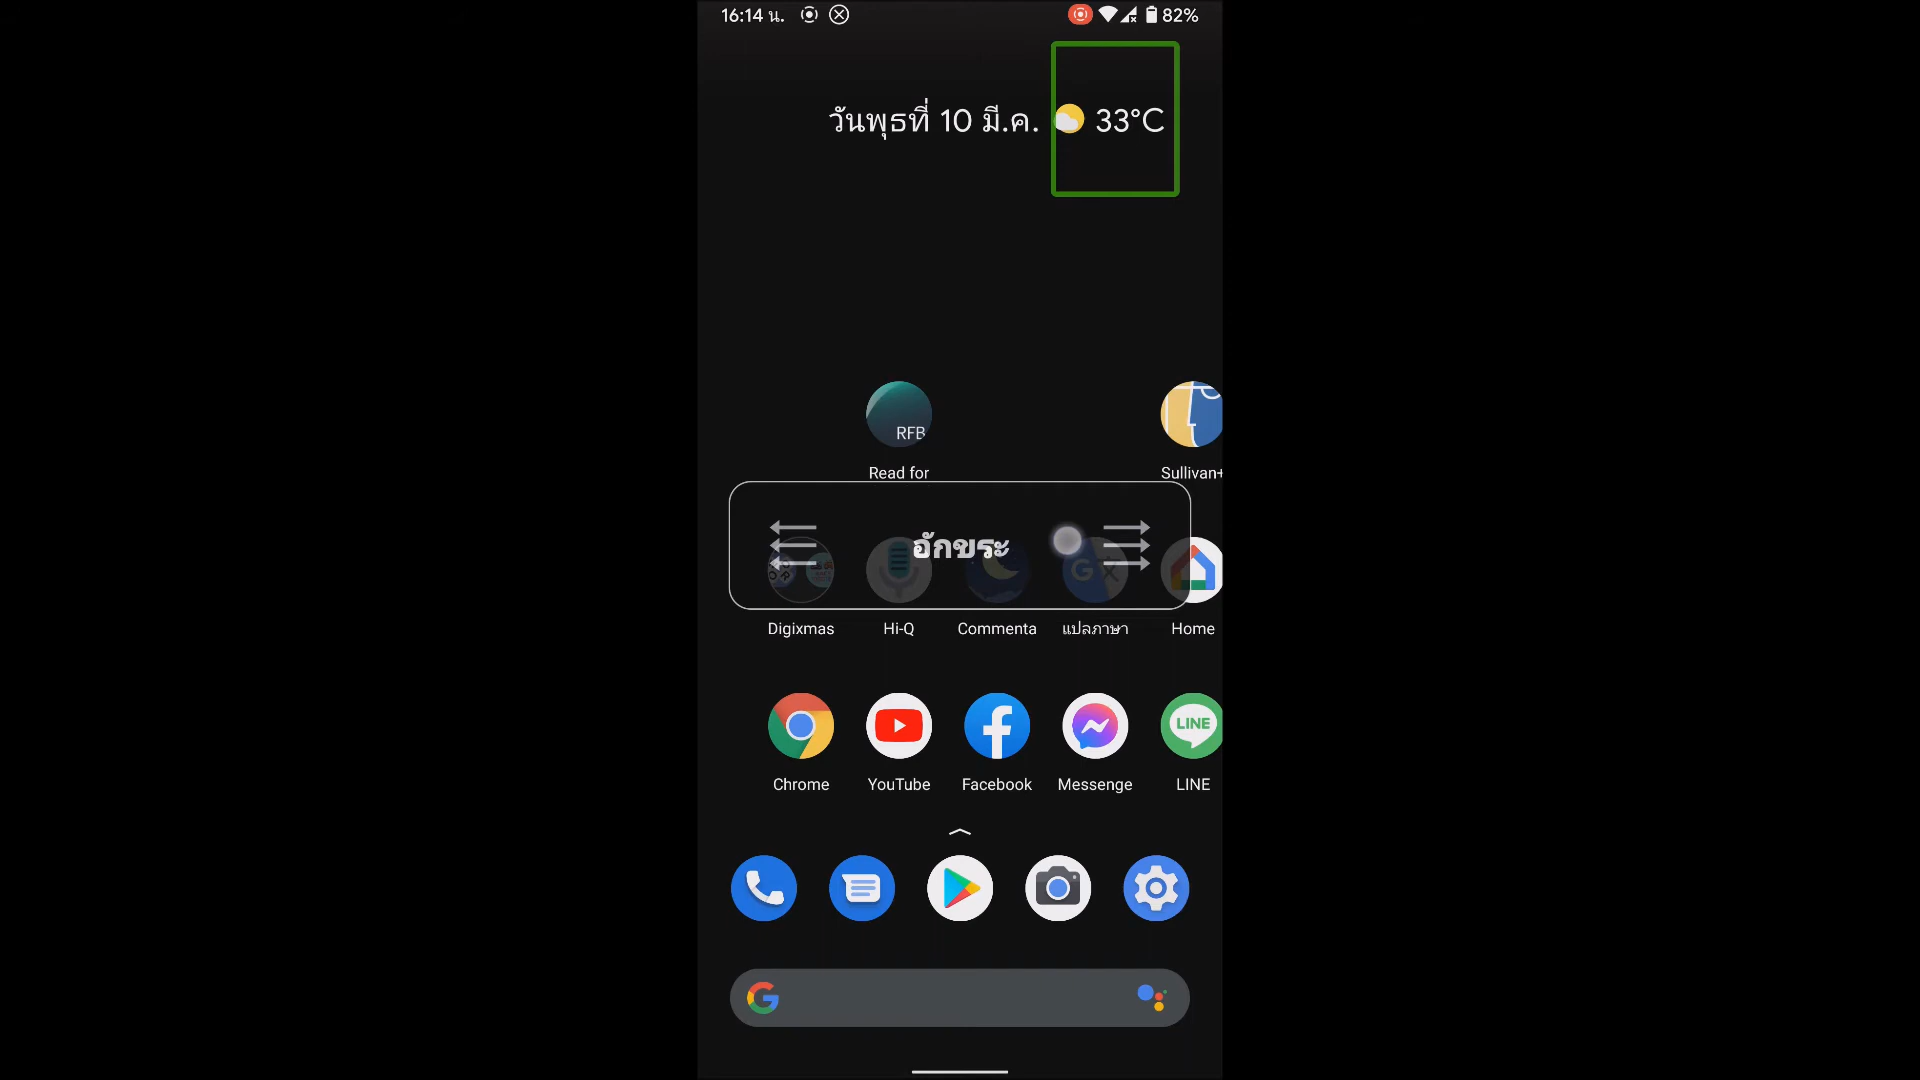 16:14 น.
82%
วันพุธที่ 10 มี.ค. 33°C
RFB
Read for
Sullivan+
อักขระ
Digixmas
Hi-Q
Commenta
แปลภาษา
Home
LINE
Chrome
YouTube
Facebook
Messenge
LINE